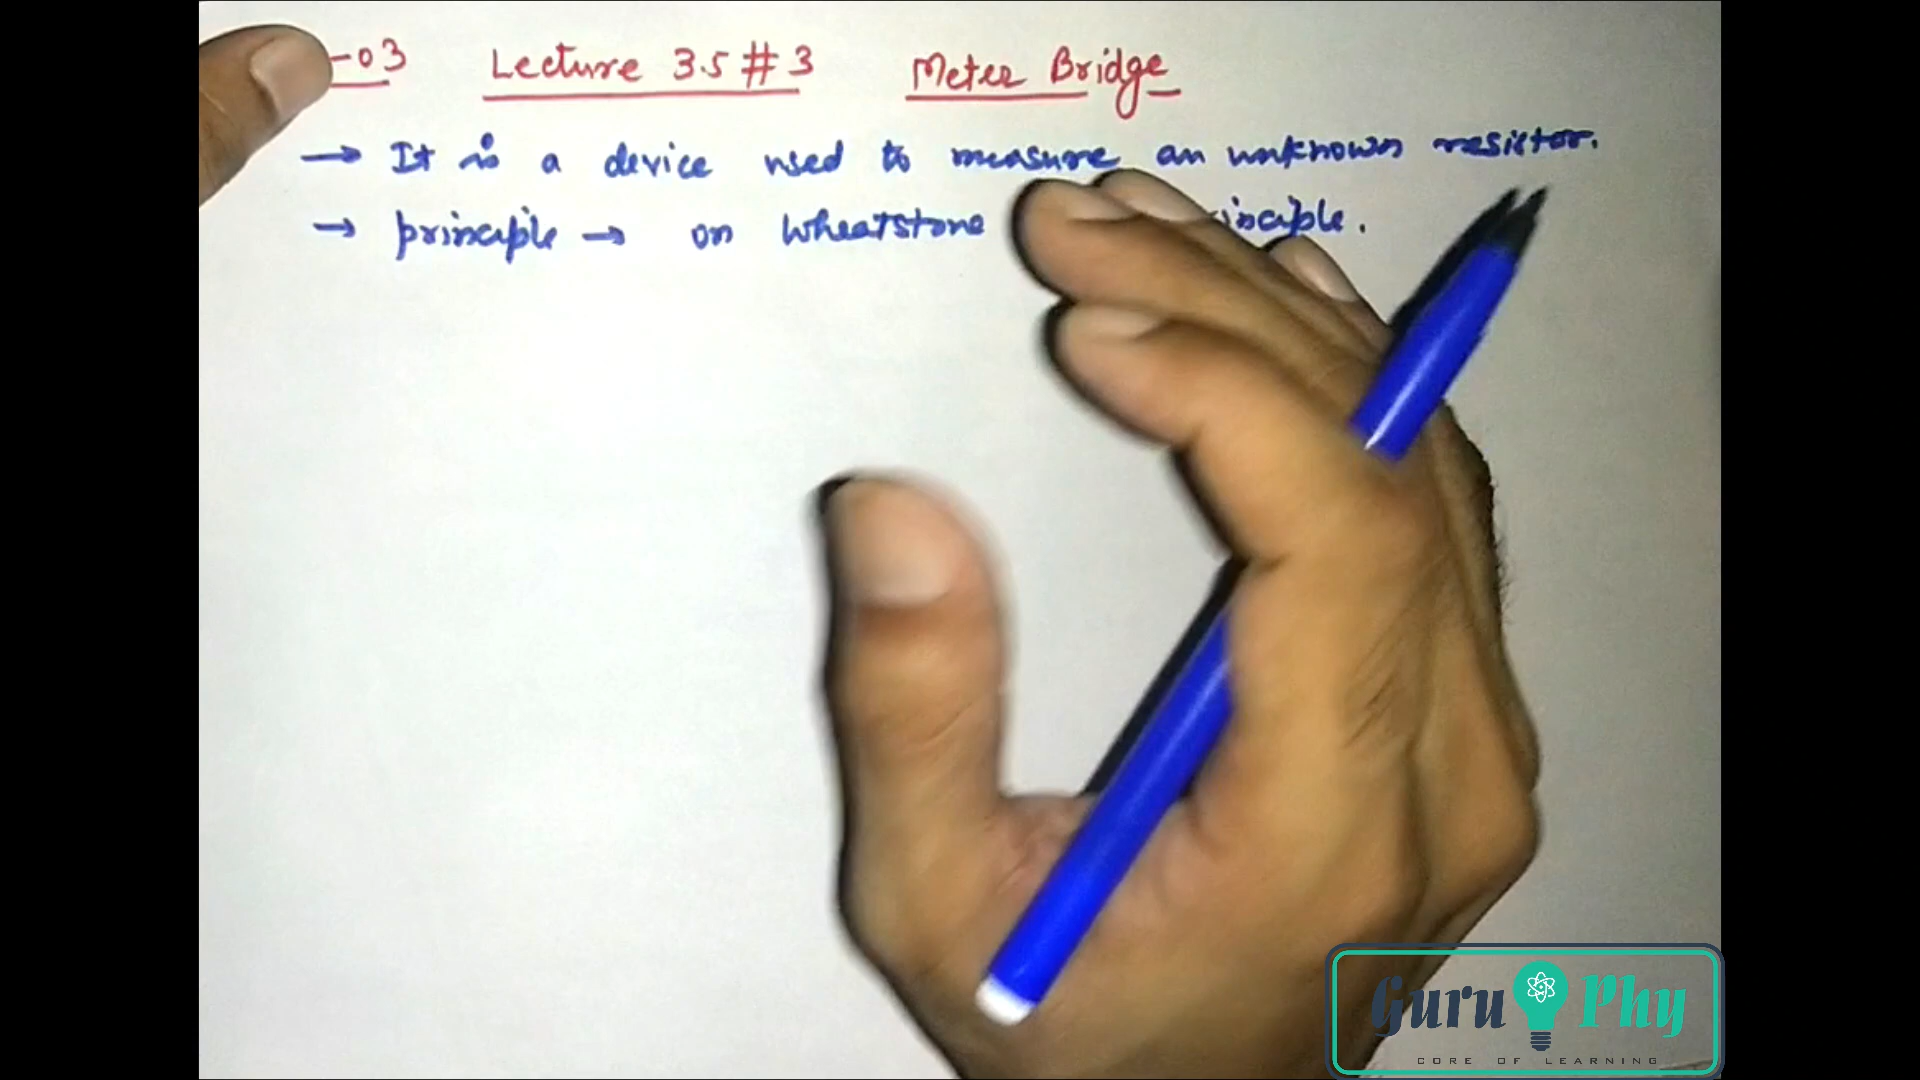 -03 Lecture 3.5 # 3 Meter Bridge
→ It is a device used to measure an unknown resistor.
→ principle → on Wheatstone
Guru Phy
CORE OF LEARNING